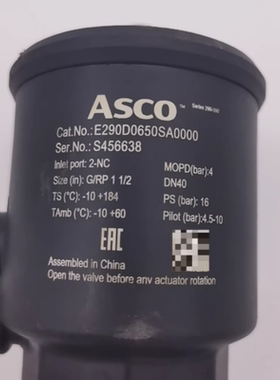 ASCO™ Series 290
Cat.No.: E290D0650SA0000
Ser.No.: S456638
Inlet port: 2-NC
MOPD(bar):4
Size (in): G/RP 1 1/2
DN40
TS (°C): -10 +184
PS (bar): 16
TAmb (°C): -10 +60
Pilot (bar):4.5-10
EAC
Assembled in China
Open the valve before any actuator rotation